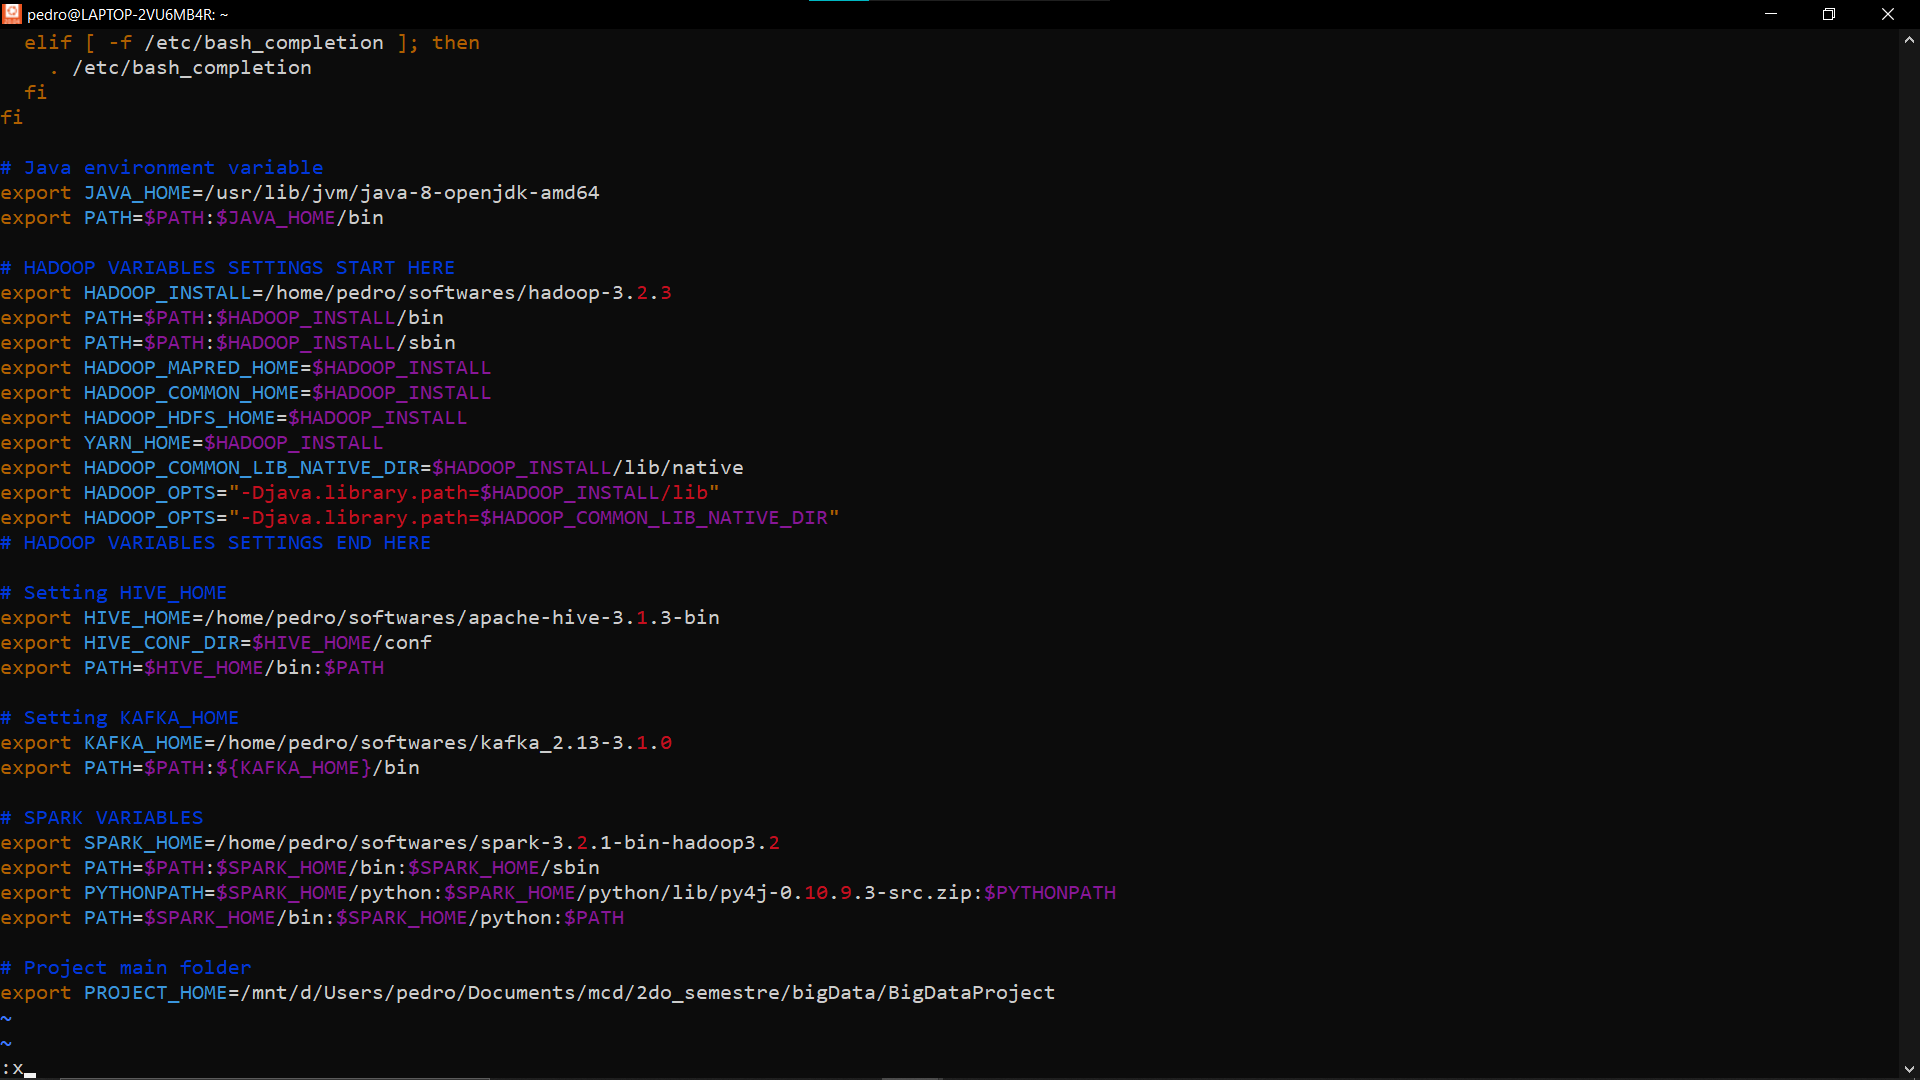 pedro@LAPTOP-2VU6MB4R: ~
  elif [ -f /etc/bash_completion ]; then
    . /etc/bash_completion
  fi
fi

# Java environment variable
export JAVA_HOME=/usr/lib/jvm/java-8-openjdk-amd64
export PATH=$PATH:$JAVA_HOME/bin

# HADOOP VARIABLES SETTINGS START HERE
export HADOOP_INSTALL=/home/pedro/softwares/hadoop-3.2.3
export PATH=$PATH:$HADOOP_INSTALL/bin
export PATH=$PATH:$HADOOP_INSTALL/sbin
export HADOOP_MAPRED_HOME=$HADOOP_INSTALL
export HADOOP_COMMON_HOME=$HADOOP_INSTALL
export HADOOP_HDFS_HOME=$HADOOP_INSTALL
export YARN_HOME=$HADOOP_INSTALL
export HADOOP_COMMON_LIB_NATIVE_DIR=$HADOOP_INSTALL/lib/native
export HADOOP_OPTS="-Djava.library.path=$HADOOP_INSTALL/lib"
export HADOOP_OPTS="-Djava.library.path=$HADOOP_COMMON_LIB_NATIVE_DIR"
# HADOOP VARIABLES SETTINGS END HERE

# Setting HIVE_HOME
export HIVE_HOME=/home/pedro/softwares/apache-hive-3.1.3-bin
export HIVE_CONF_DIR=$HIVE_HOME/conf
export PATH=$HIVE_HOME/bin:$PATH

# Setting KAFKA_HOME
export KAFKA_HOME=/home/pedro/softwares/kafka_2.13-3.1.0
export PATH=$PATH:${KAFKA_HOME}/bin

# SPARK VARIABLES
export SPARK_HOME=/home/pedro/softwares/spark-3.2.1-bin-hadoop3.2
export PATH=$PATH:$SPARK_HOME/bin:$SPARK_HOME/sbin
export PYTHONPATH=$SPARK_HOME/python:$SPARK_HOME/python/lib/py4j-0.10.9.3-src.zip:$PYTHONPATH
export PATH=$SPARK_HOME/bin:$SPARK_HOME/python:$PATH

# Project main folder
export PROJECT_HOME=/mnt/d/Users/pedro/Documents/mcd/2do_semestre/bigData/BigDataProject
~
~
:x